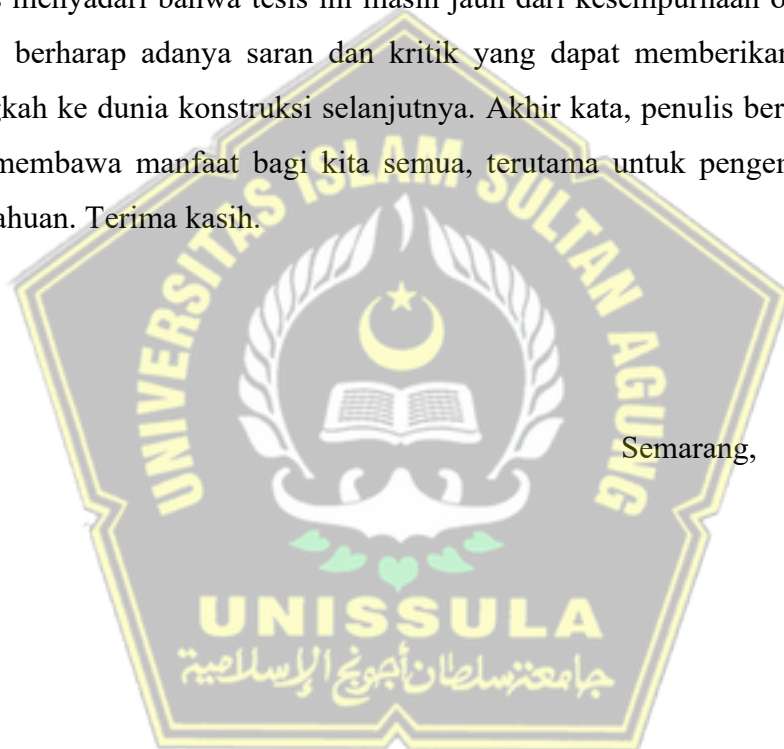 menyadari bahwa tesis ini masih jauh dari kesempurnaan
berharap adanya saran dan kritik yang dapat memberikan
gkah ke dunia konstruksi selanjutnya. Akhir kata, penulis ber
membawa manfaat bagi kita semua, terutama untuk penger
ahuan. Terima kasih.
UNIVERSITAS ISLAM SULTAN AGUNG
Semarang,
UNISSULA
جامعة سلطان أجونج الإسلامية